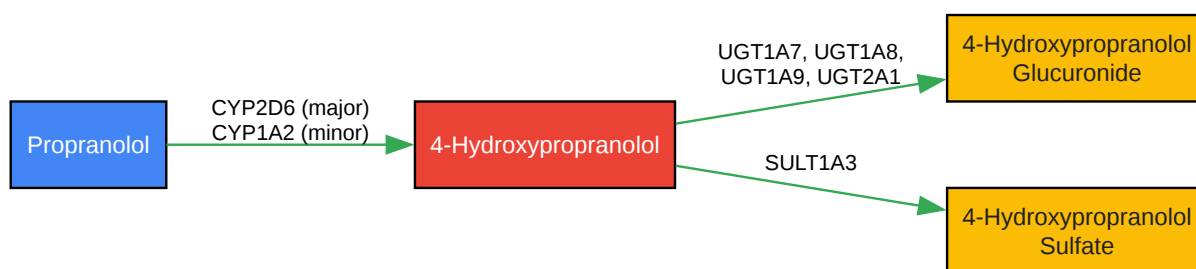 Propranolol
CYP2D6 (major)
CYP1A2 (minor)
4-Hydroxypropranolol
UGT1A7, UGT1A8,
UGT1A9, UGT2A1
4-Hydroxypropranolol
Glucuronide
SULT1A3
4-Hydroxypropranolol
Sulfate